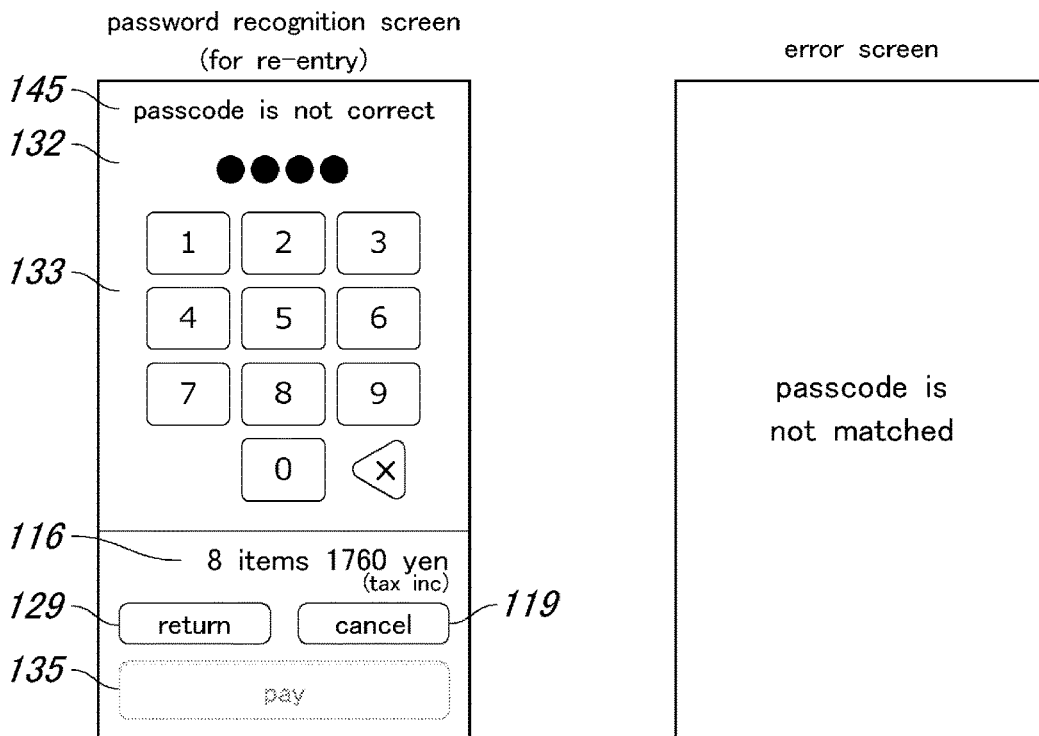 password recognition screen
(for re-entry)
145
passcode is not correct
132
1 2 3
133
4 5 6
7 8 9
0 ×
116
8 items 1760 yen
(tax inc)
129
return
cancel
119
135
pay
error screen
passcode is
not matched